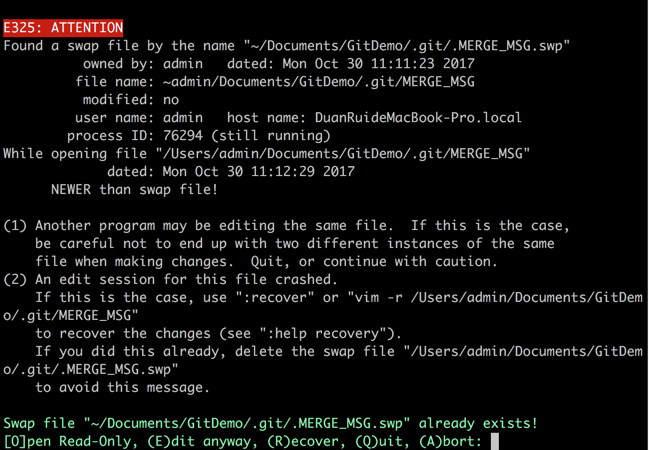 E325: ATTENTION
Found a swap file by the name "~/Documents/GitDemo/.git/.MERGE_MSG.swp"
owned by: admin   dated: Mon Oct 30 11:11:23 2017
file name: ~admin/Documents/GitDemo/.git/MERGE_MSG
modified: no
user name: admin   host name: DuanRuideMacBook-Pro.local
process ID: 76294 (still running)
While opening file "/Users/admin/Documents/GitDemo/.git/MERGE_MSG"
dated: Mon Oct 30 11:12:29 2017
NEWER than swap file!
(1) Another program may be editing the same file.  If this is the case,
be careful not to end up with two different instances of the same
file when making changes.  Quit, or continue with caution.
(2) An edit session for this file crashed.
If this is the case, use ":recover" or "vim -r /Users/admin/Documents/GitDem
o/.git/MERGE_MSG"
to recover the changes (see ":help recovery").
If you did this already, delete the swap file "/Users/admin/Documents/GitDem
o/.git/.MERGE_MSG.swp"
to avoid this message.
Swap file "~/Documents/GitDemo/.git/.MERGE_MSG.swp" already exists!
[O]pen Read-Only, (E)dit anyway, (R)ecover, (Q)uit, (A)bort: